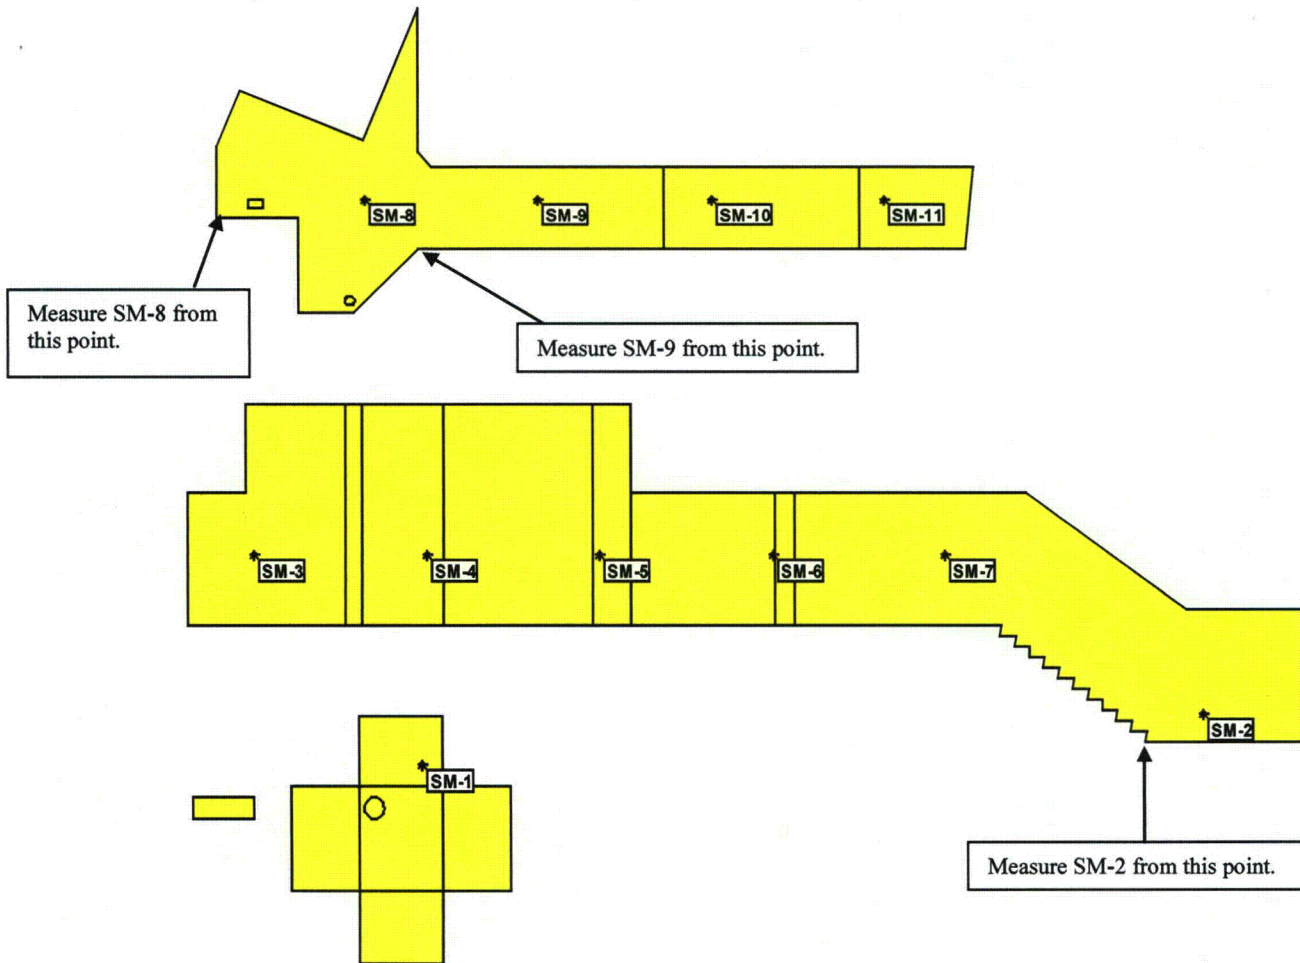 SM-8
SM-9
SM-10
SM-11
Measure SM-8 from
this point.
Measure SM-9 from this point.
SM-3
SM-4
SM-5
SM-6
SM-7
SM-2
SM-1
Measure SM-2 from this point.